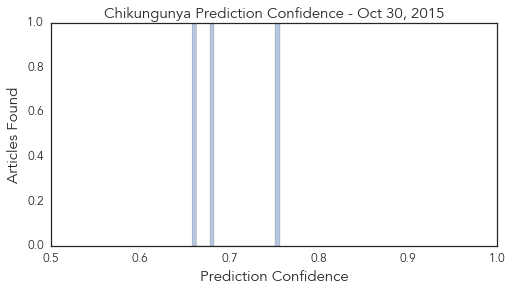 Chikungunya Prediction Confidence - Oct 30, 2015
Articles Found
1.0
0.8
0.6
0.4
0.2
0.0
0.5 0.6 0.7 0.8 0.9 1.0
Prediction Confidence